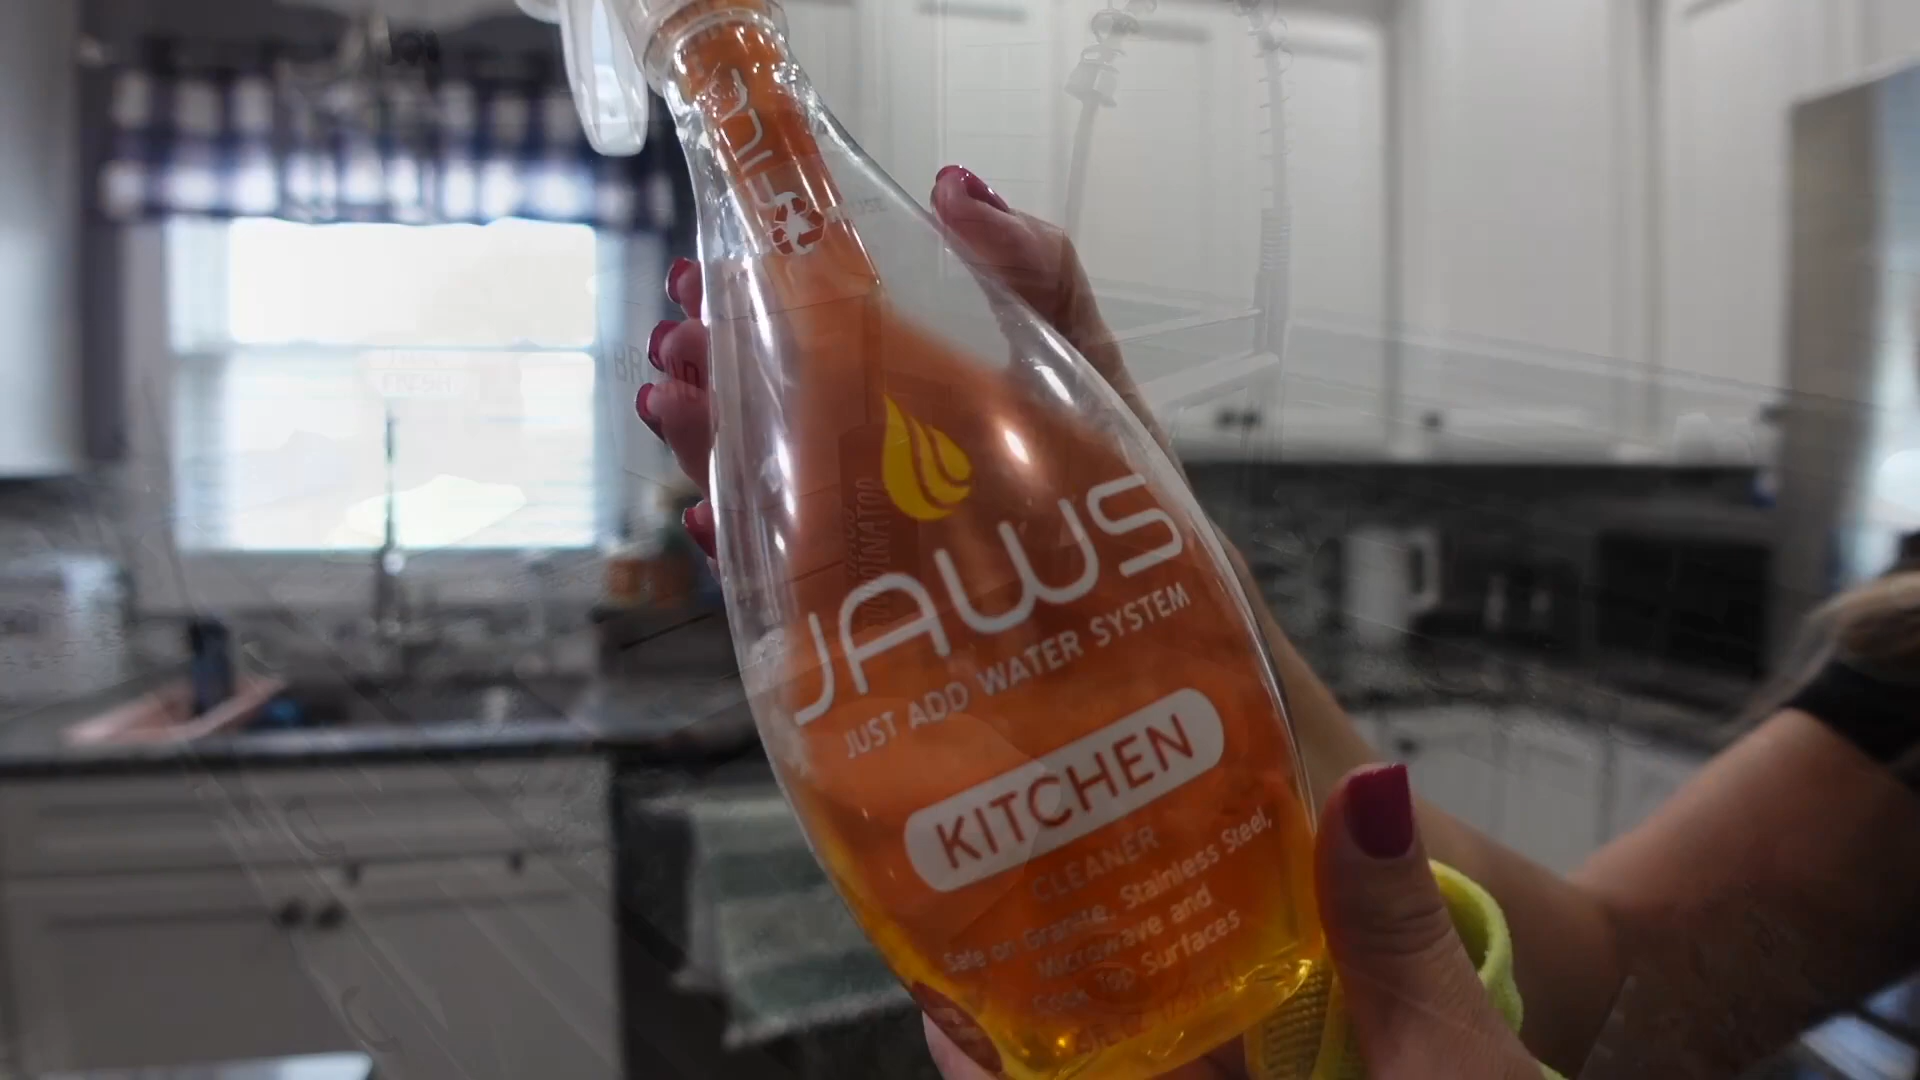 JAWS
JUST ADD WATER SYSTEM
KITCHEN
CLEANER
Safe on Granite, Stainless Steel,
Microwave and
Cook Top Surfaces